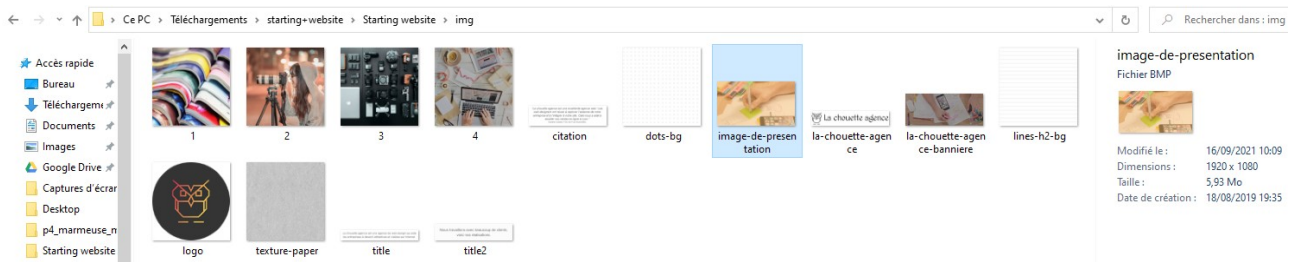 Ce PC > Téléchargements > starting+website > Starting website > img
Rechercher dans : img
Accès rapide
Bureau
Téléchargeme
Documents
Images
Google Drive
Captures d'écrar
Desktop
p4_marmeuse_n
Starting website
1
2
3
4
citation
dots-bg
image-de-presen
tation
la-chouette-agen
ce
la-chouette-agen
ce-banniere
lines-h2-bg
La chouette agence
logo
texture-paper
title
title2
image-de-presentation
Fichier BMP
Modifié le : 16/09/2021 10:09
Dimensions : 1920 x 1080
Taille : 5,93 Mo
Date de création : 18/08/2019 19:35